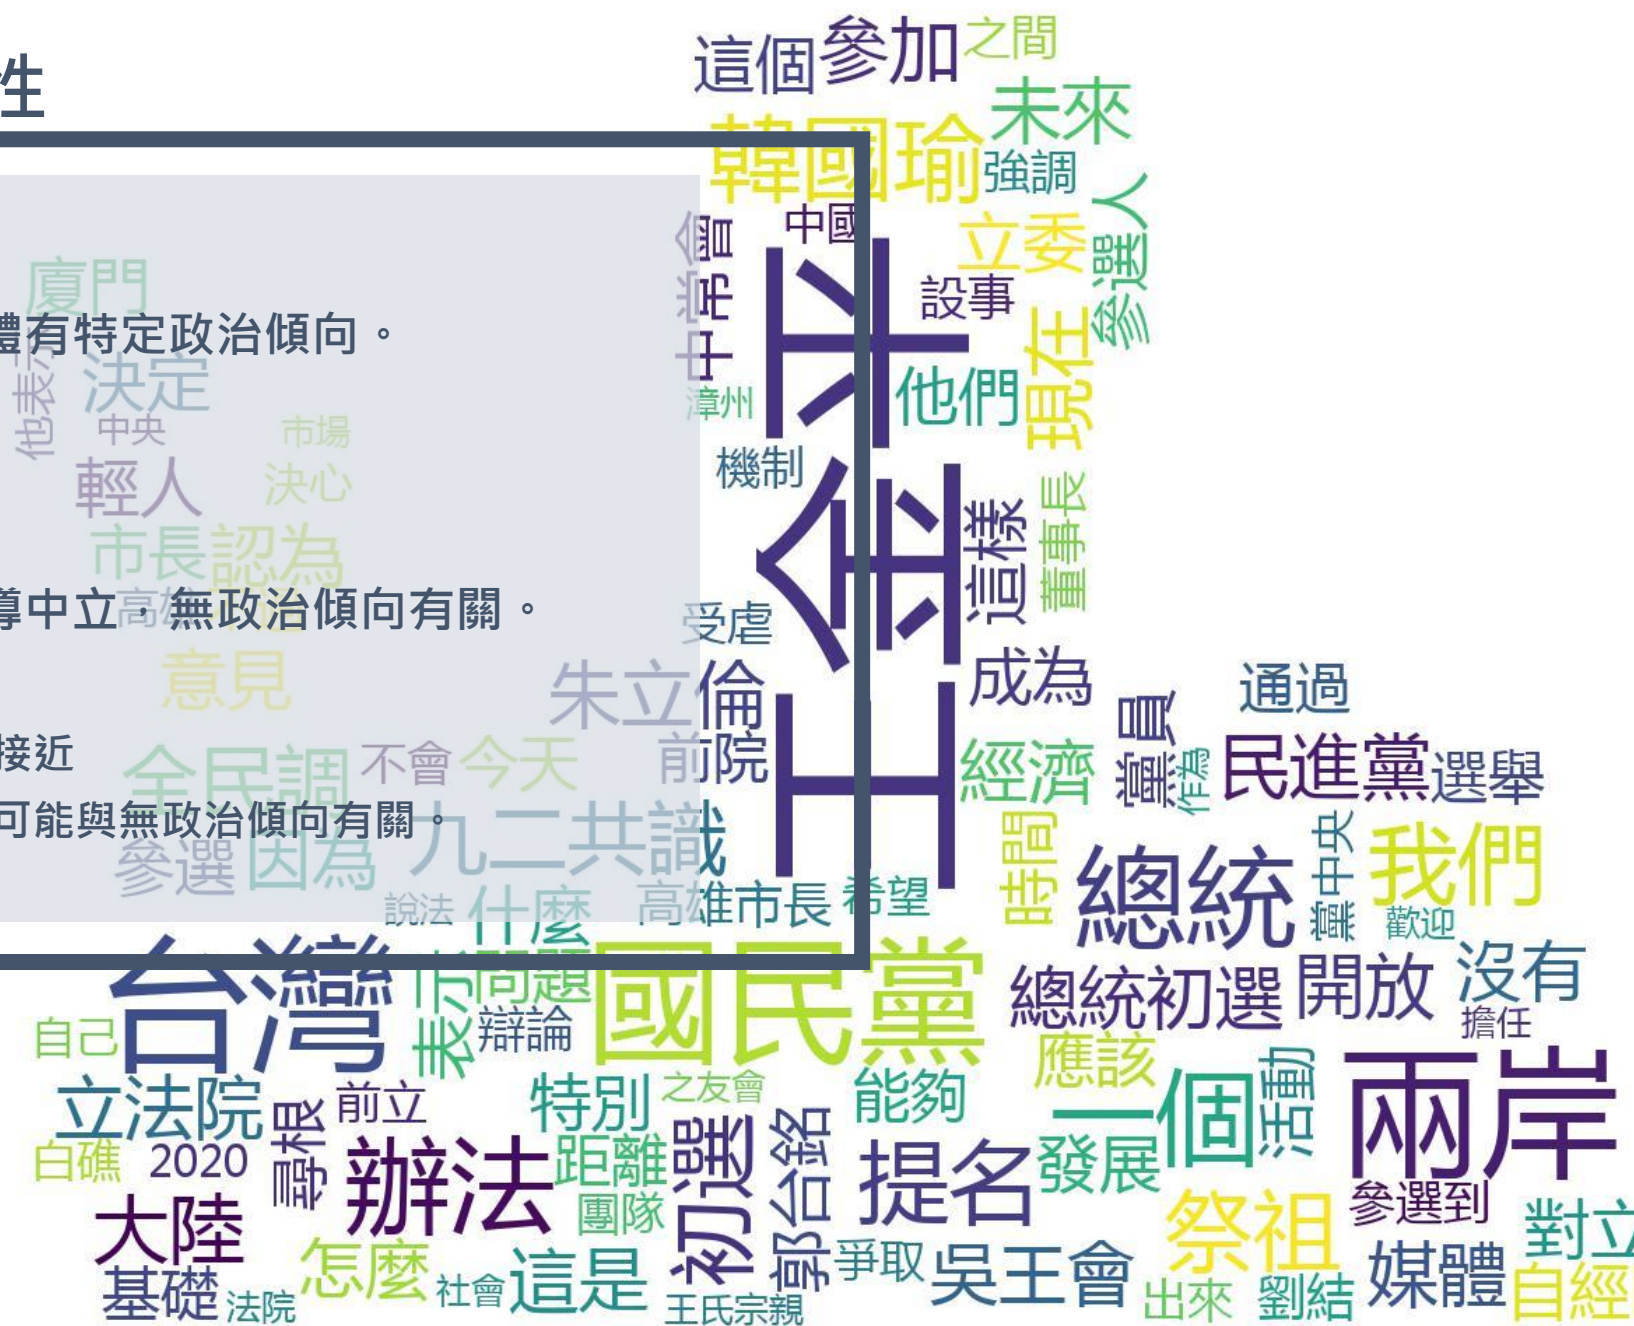 性
這個 參加 之間
未來
韓國瑜
強調
參選人
中常會 中國 立委
設事
廈門
體有特定政治傾向。
他表示 決定
漳州 他們 現在
中央 市場
輕人 決心
機制
王金平
這樣 董事長
市長 認為
導中立,無政治傾向有關。
高雄
受虐
意見
朱立倫 成為 通過
黨員
接近
全民調 不會 今天 前院 經濟 作為 民進黨 選舉
可能與無政治傾向有關。
參選 因為 九二共識 時間 總統 黨中央 我們
說法 什麼 高雄市長 希望 歡迎
台灣 表示 問題 國民黨 總統初選 開放 沒有
自己 辯論 擔任
應該
立法院 尋根 前立 特別 之友會 能夠 一個 活動 兩岸
白礁 2020 辦法 距離 初選 郭台銘 提名 發展
團隊 參選到
大陸 祭祖 對立
基礎 法院 怎麼 社會 這是 王氏宗親 爭取 吳王會 出來 劉結 媒體 自經